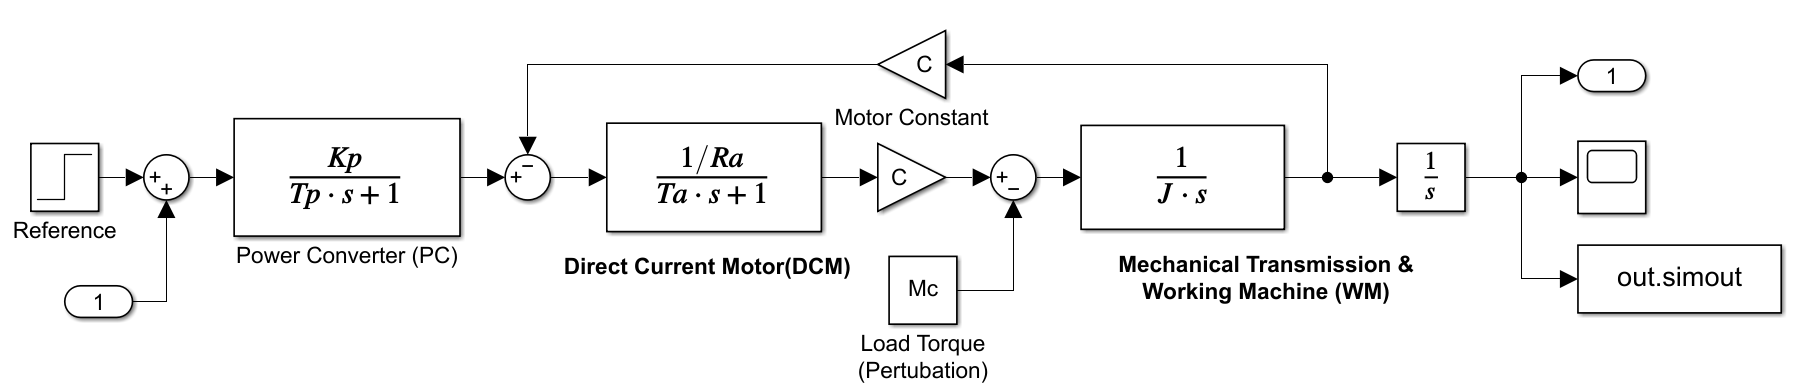 C
Motor Constant
1
+
+
Reference
Kp
Tp · s + 1
Power Converter (PC)
−
+
1/Ra
Ta · s + 1
Direct Current Motor(DCM)
C
+
−
1
J · s
Mechanical Transmission &
Working Machine (WM)
1
s
1
Mc
Load Torque
(Pertubation)
out.simout